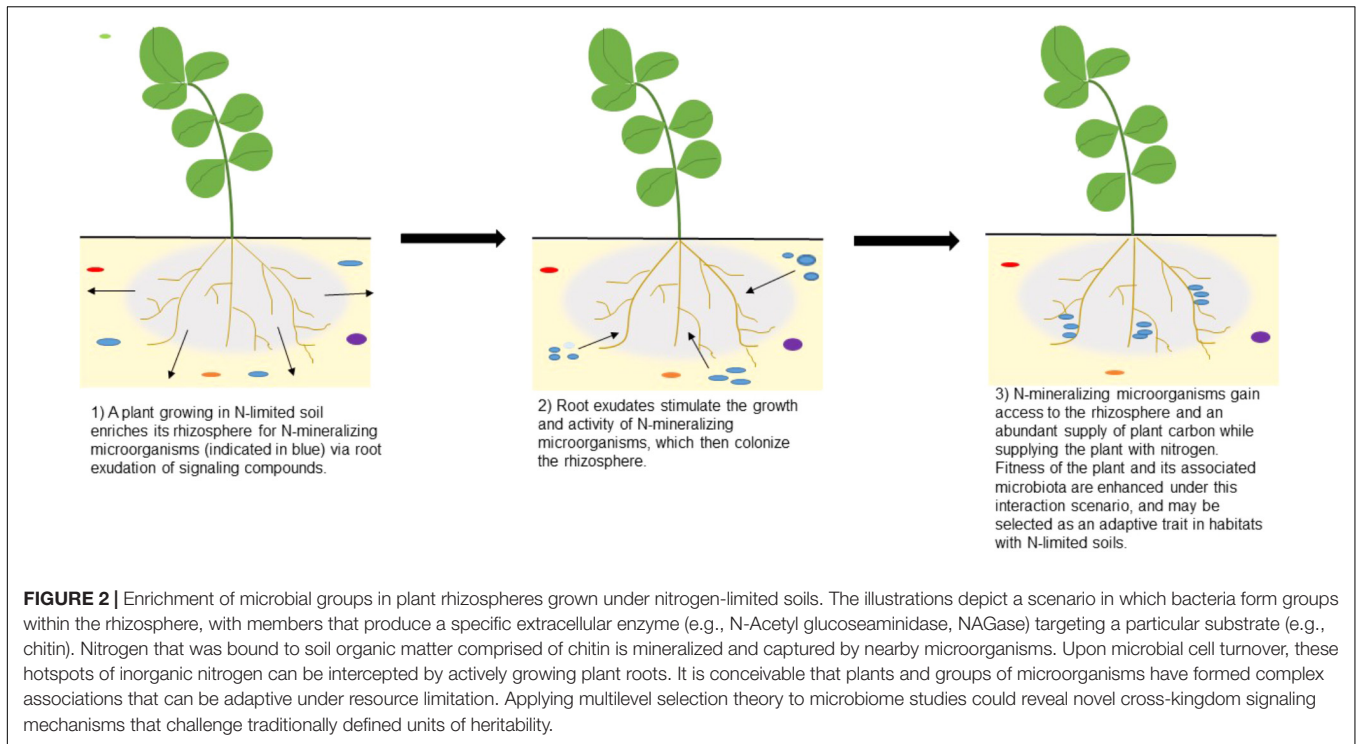 1) A plant growing in N-limited soil
enriches its rhizosphere for N-mineralizing
microorganisms (indicated in blue) via root
exudation of signaling compounds.
2) Root exudates stimulate the growth
and activity of N-mineralizing
microorganisms, which then colonize
the rhizosphere.
3) N-mineralizing microorganisms gain
access to the rhizosphere and an
abundant supply of plant carbon while
supplying the plant with nitrogen.
Fitness of the plant and its associated
microbiota are enhanced under this
interaction scenario, and may be
selected as an adaptive trait in habitats
with N-limited soils.
FIGURE 2 | Enrichment of microbial groups in plant rhizospheres grown under nitrogen-limited soils. The illustrations depict a scenario in which bacteria form groups
within the rhizosphere, with members that produce a specific extracellular enzyme (e.g., N-Acetyl glucoseaminidase, NAGase) targeting a particular substrate (e.g.,
chitin). Nitrogen that was bound to soil organic matter comprised of chitin is mineralized and captured by nearby microorganisms. Upon microbial cell turnover, these
hotspots of inorganic nitrogen can be intercepted by actively growing plant roots. It is conceivable that plants and groups of microorganisms have formed complex
associations that can be adaptive under resource limitation. Applying multilevel selection theory to microbiome studies could reveal novel cross-kingdom signaling
mechanisms that challenge traditionally defined units of heritability.